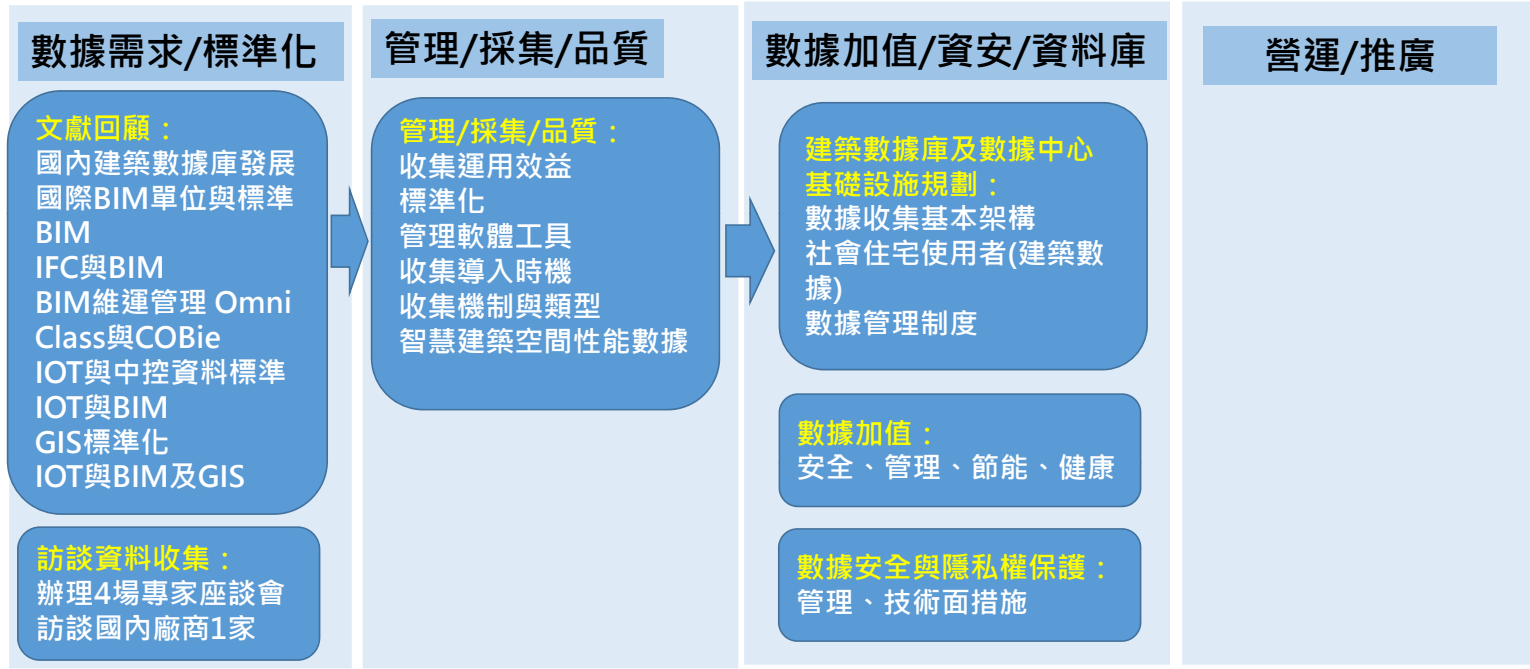 數據需求/標準化
文獻回顧：
國內建築數據庫發展
國際BIM單位與標準
BIM
IFC與BIM
BIM維運管理 Omni
Class與COBie
IOT與中控資料標準
IOT與BIM
GIS標準化
IOT與BIM及GIS
訪談資料收集：
辦理4場專家座談會
訪談國內廠商1家
管理/採集/品質
管理/採集/品質：
收集運用效益
標準化
管理軟體工具
收集導入時機
收集機制與類型
智慧建築空間性能數據
數據加值/資安/資料庫
建築數據庫及數據中心
基礎設施規劃：
數據收集基本架構
社會住宅使用者(建築數
據)
數據管理制度
數據加值：
安全、管理、節能、健康
數據安全與隱私權保護：
管理、技術面措施
營運/推廣